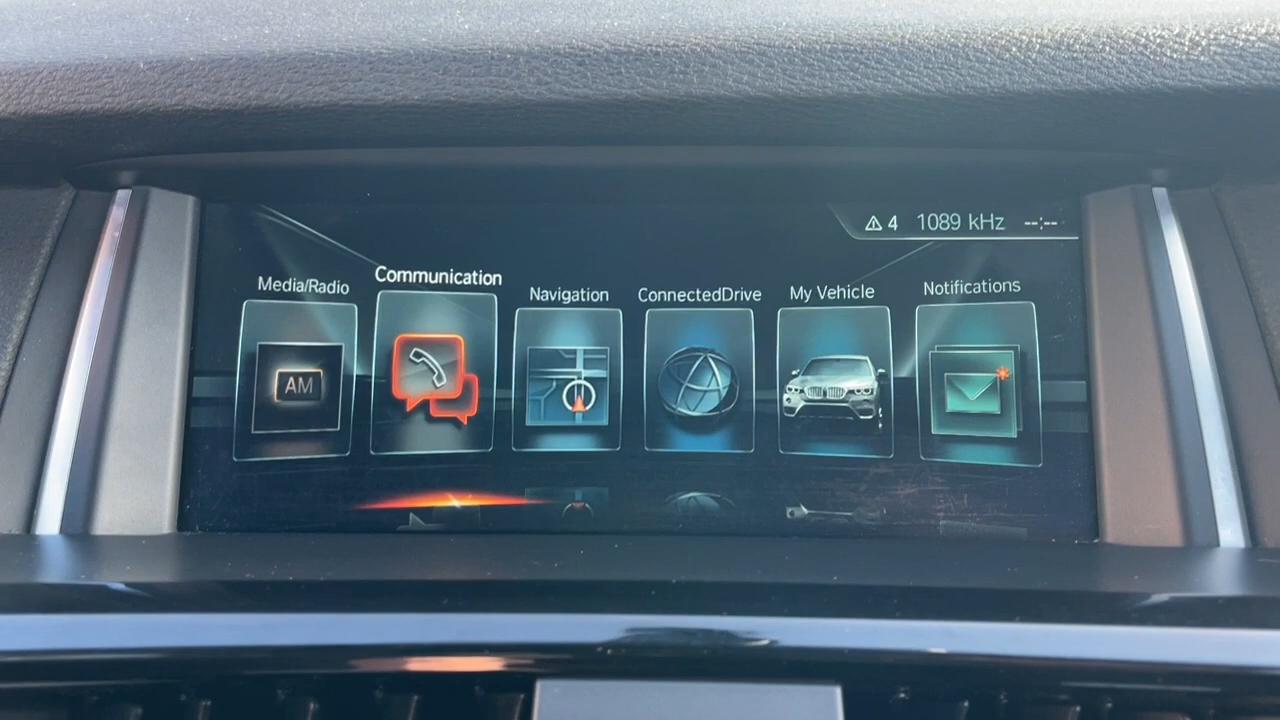 4 1089 kHz --:--
Media/Radio
Communication
Navigation
ConnectedDrive
My Vehicle
Notifications
AM